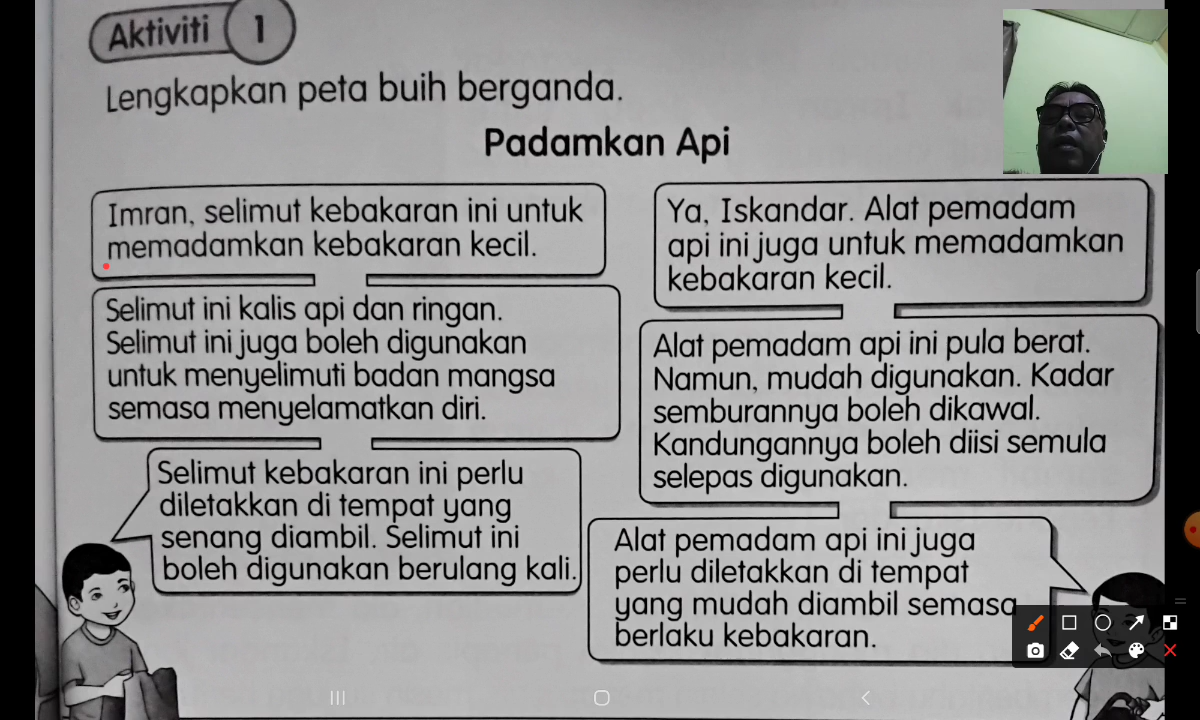 Aktiviti 1
Lengkapkan peta buih berganda.
Padamkan Api
Imran, selimut kebakaran ini untuk
memadamkan kebakaran kecil.
Selimut ini kalis api dan ringan.
Selimut ini juga boleh digunakan
untuk menyelimuti badan mangsa
semasa menyelamatkan diri.
Selimut kebakaran ini perlu
diletakkan di tempat yang
senang diambil. Selimut ini
boleh digunakan berulang kali.
Ya, Iskandar. Alat pemadam
api ini juga untuk memadamkan
kebakaran kecil.
Alat pemadam api ini pula berat.
Namun, mudah digunakan. Kadar
semburannya boleh dikawal.
Kandungannya boleh diisi semula
selepas digunakan.
Alat pemadam api ini juga
perlu diletakkan di tempat
yang mudah diambil semasa
berlaku kebakaran.